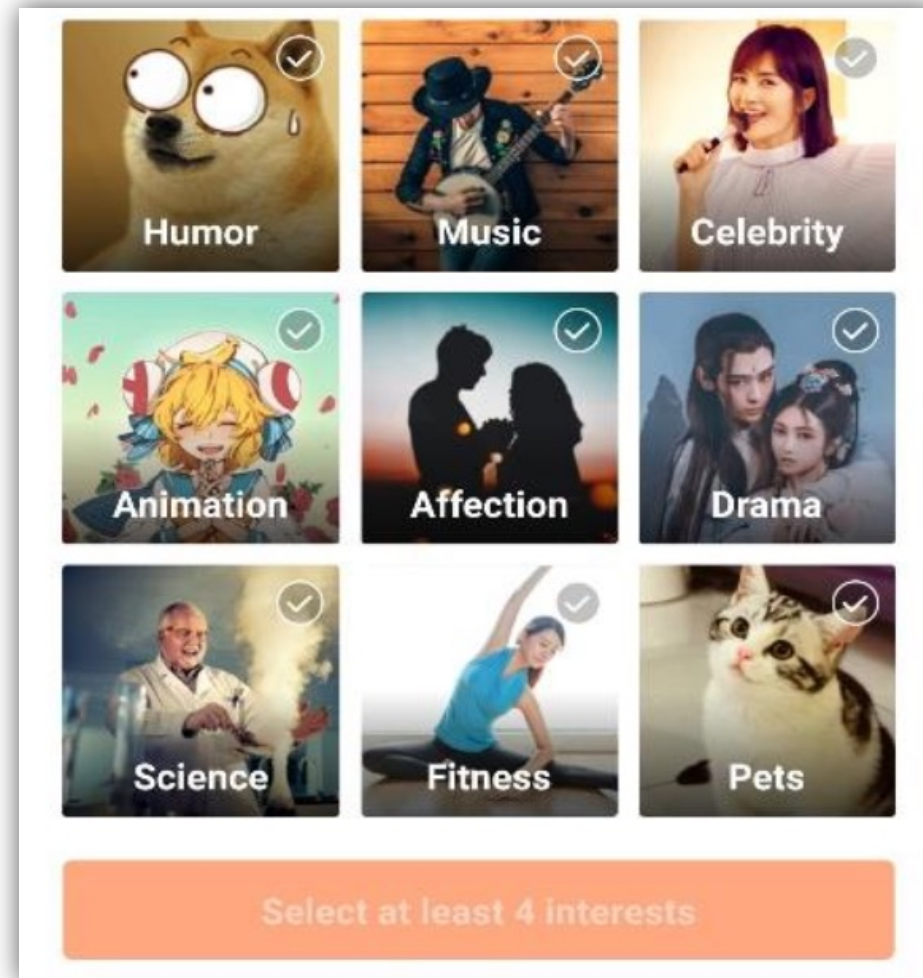 Humor
Music
Celebrity
Animation
Affection
Drama
Science
Fitness
Pets
Select at least 4 interests